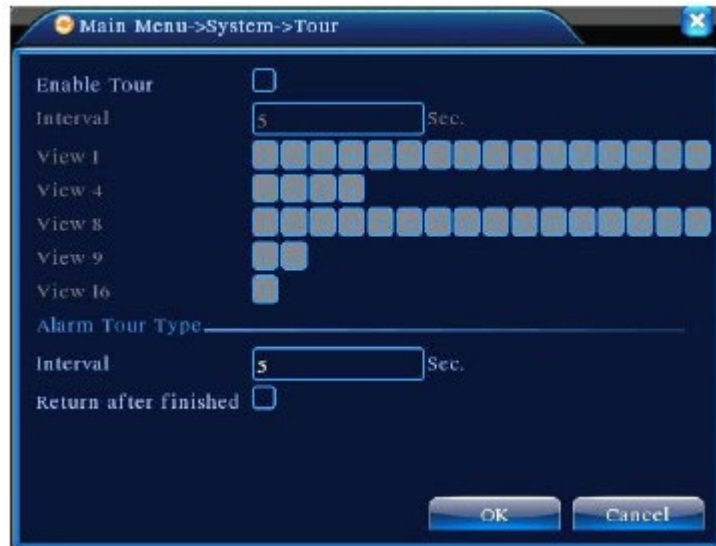 Main Menu->System->Tour
Enable Tour
Interval 5 Sec.
View 1
View 4
View 8
View 9
View 16
Alarm Tour Type
Interval 5 Sec.
Return after finished
OK Cancel